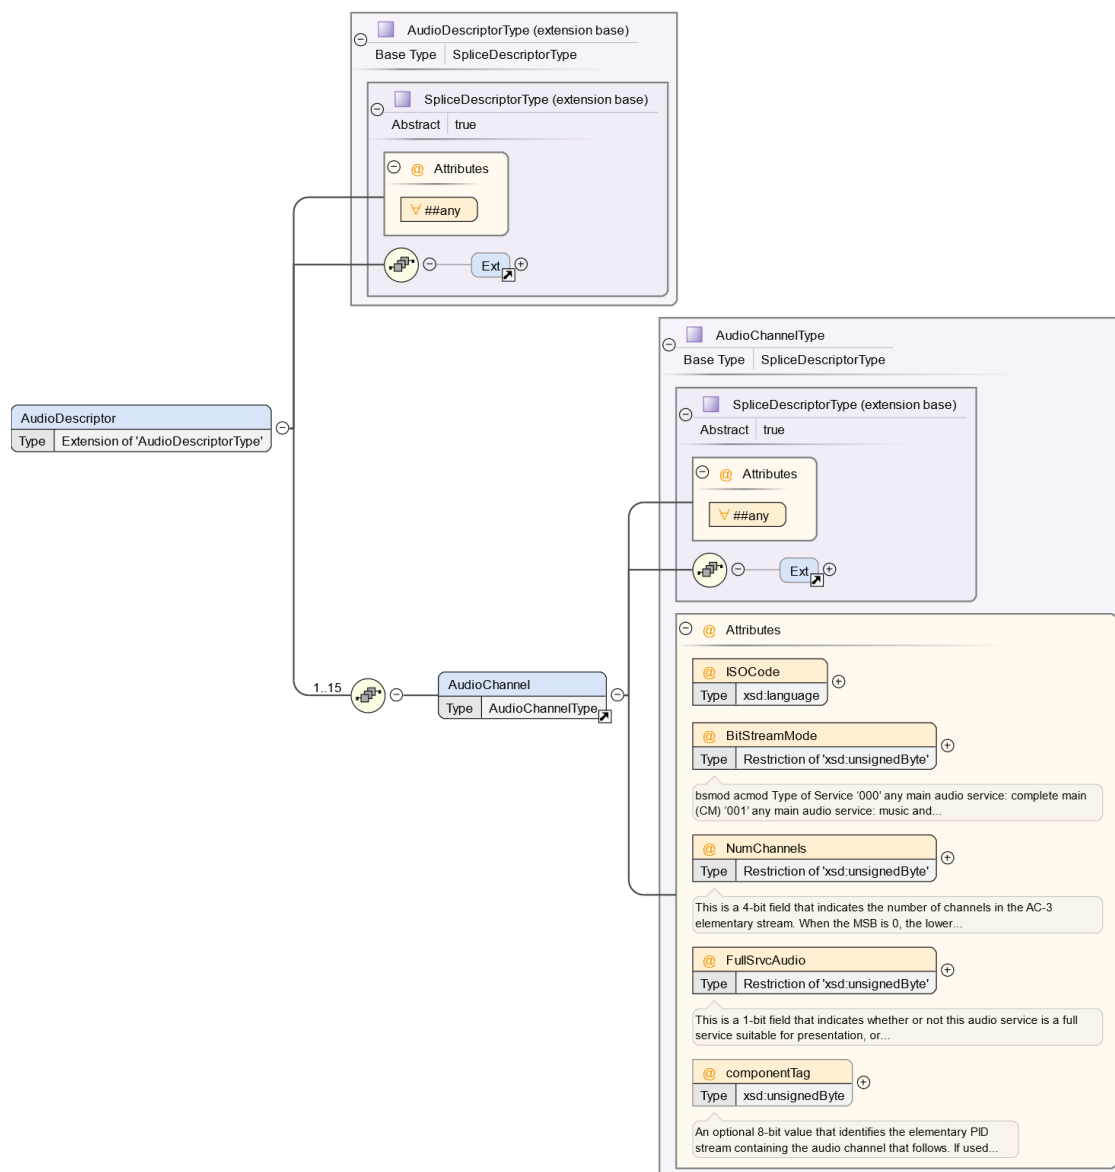 AudioDescriptorType (extension base)
Base Type SpliceDescriptorType
SpliceDescriptorType (extension base)
Abstract true
@ Attributes
∀ ##any
Ext
AudioDescriptor
Type Extension of 'AudioDescriptorType'
AudioChannelType
Base Type SpliceDescriptorType
SpliceDescriptorType (extension base)
Abstract true
@ Attributes
∀ ##any
Ext
1..15
AudioChannel
Type AudioChannelType
@ Attributes
@ ISOCode
Type xsd:language
@ BitStreamMode
Type Restriction of 'xsd:unsignedByte'
bsmod acmod Type of Service ‘000’ any main audio service: complete main
(CM) ‘001’ any main audio service: music and...
@ NumChannels
Type Restriction of 'xsd:unsignedByte'
This is a 4-bit field that indicates the number of channels in the AC-3
elementary stream. When the MSB is 0, the lower...
@ FullSrvcAudio
Type Restriction of 'xsd:unsignedByte'
This is a 1-bit field that indicates whether or not this audio service is a full
service suitable for presentation, or...
@ componentTag
Type xsd:unsignedByte
An optional 8-bit value that identifies the elementary PID
stream containing the audio channel that follows. If used...